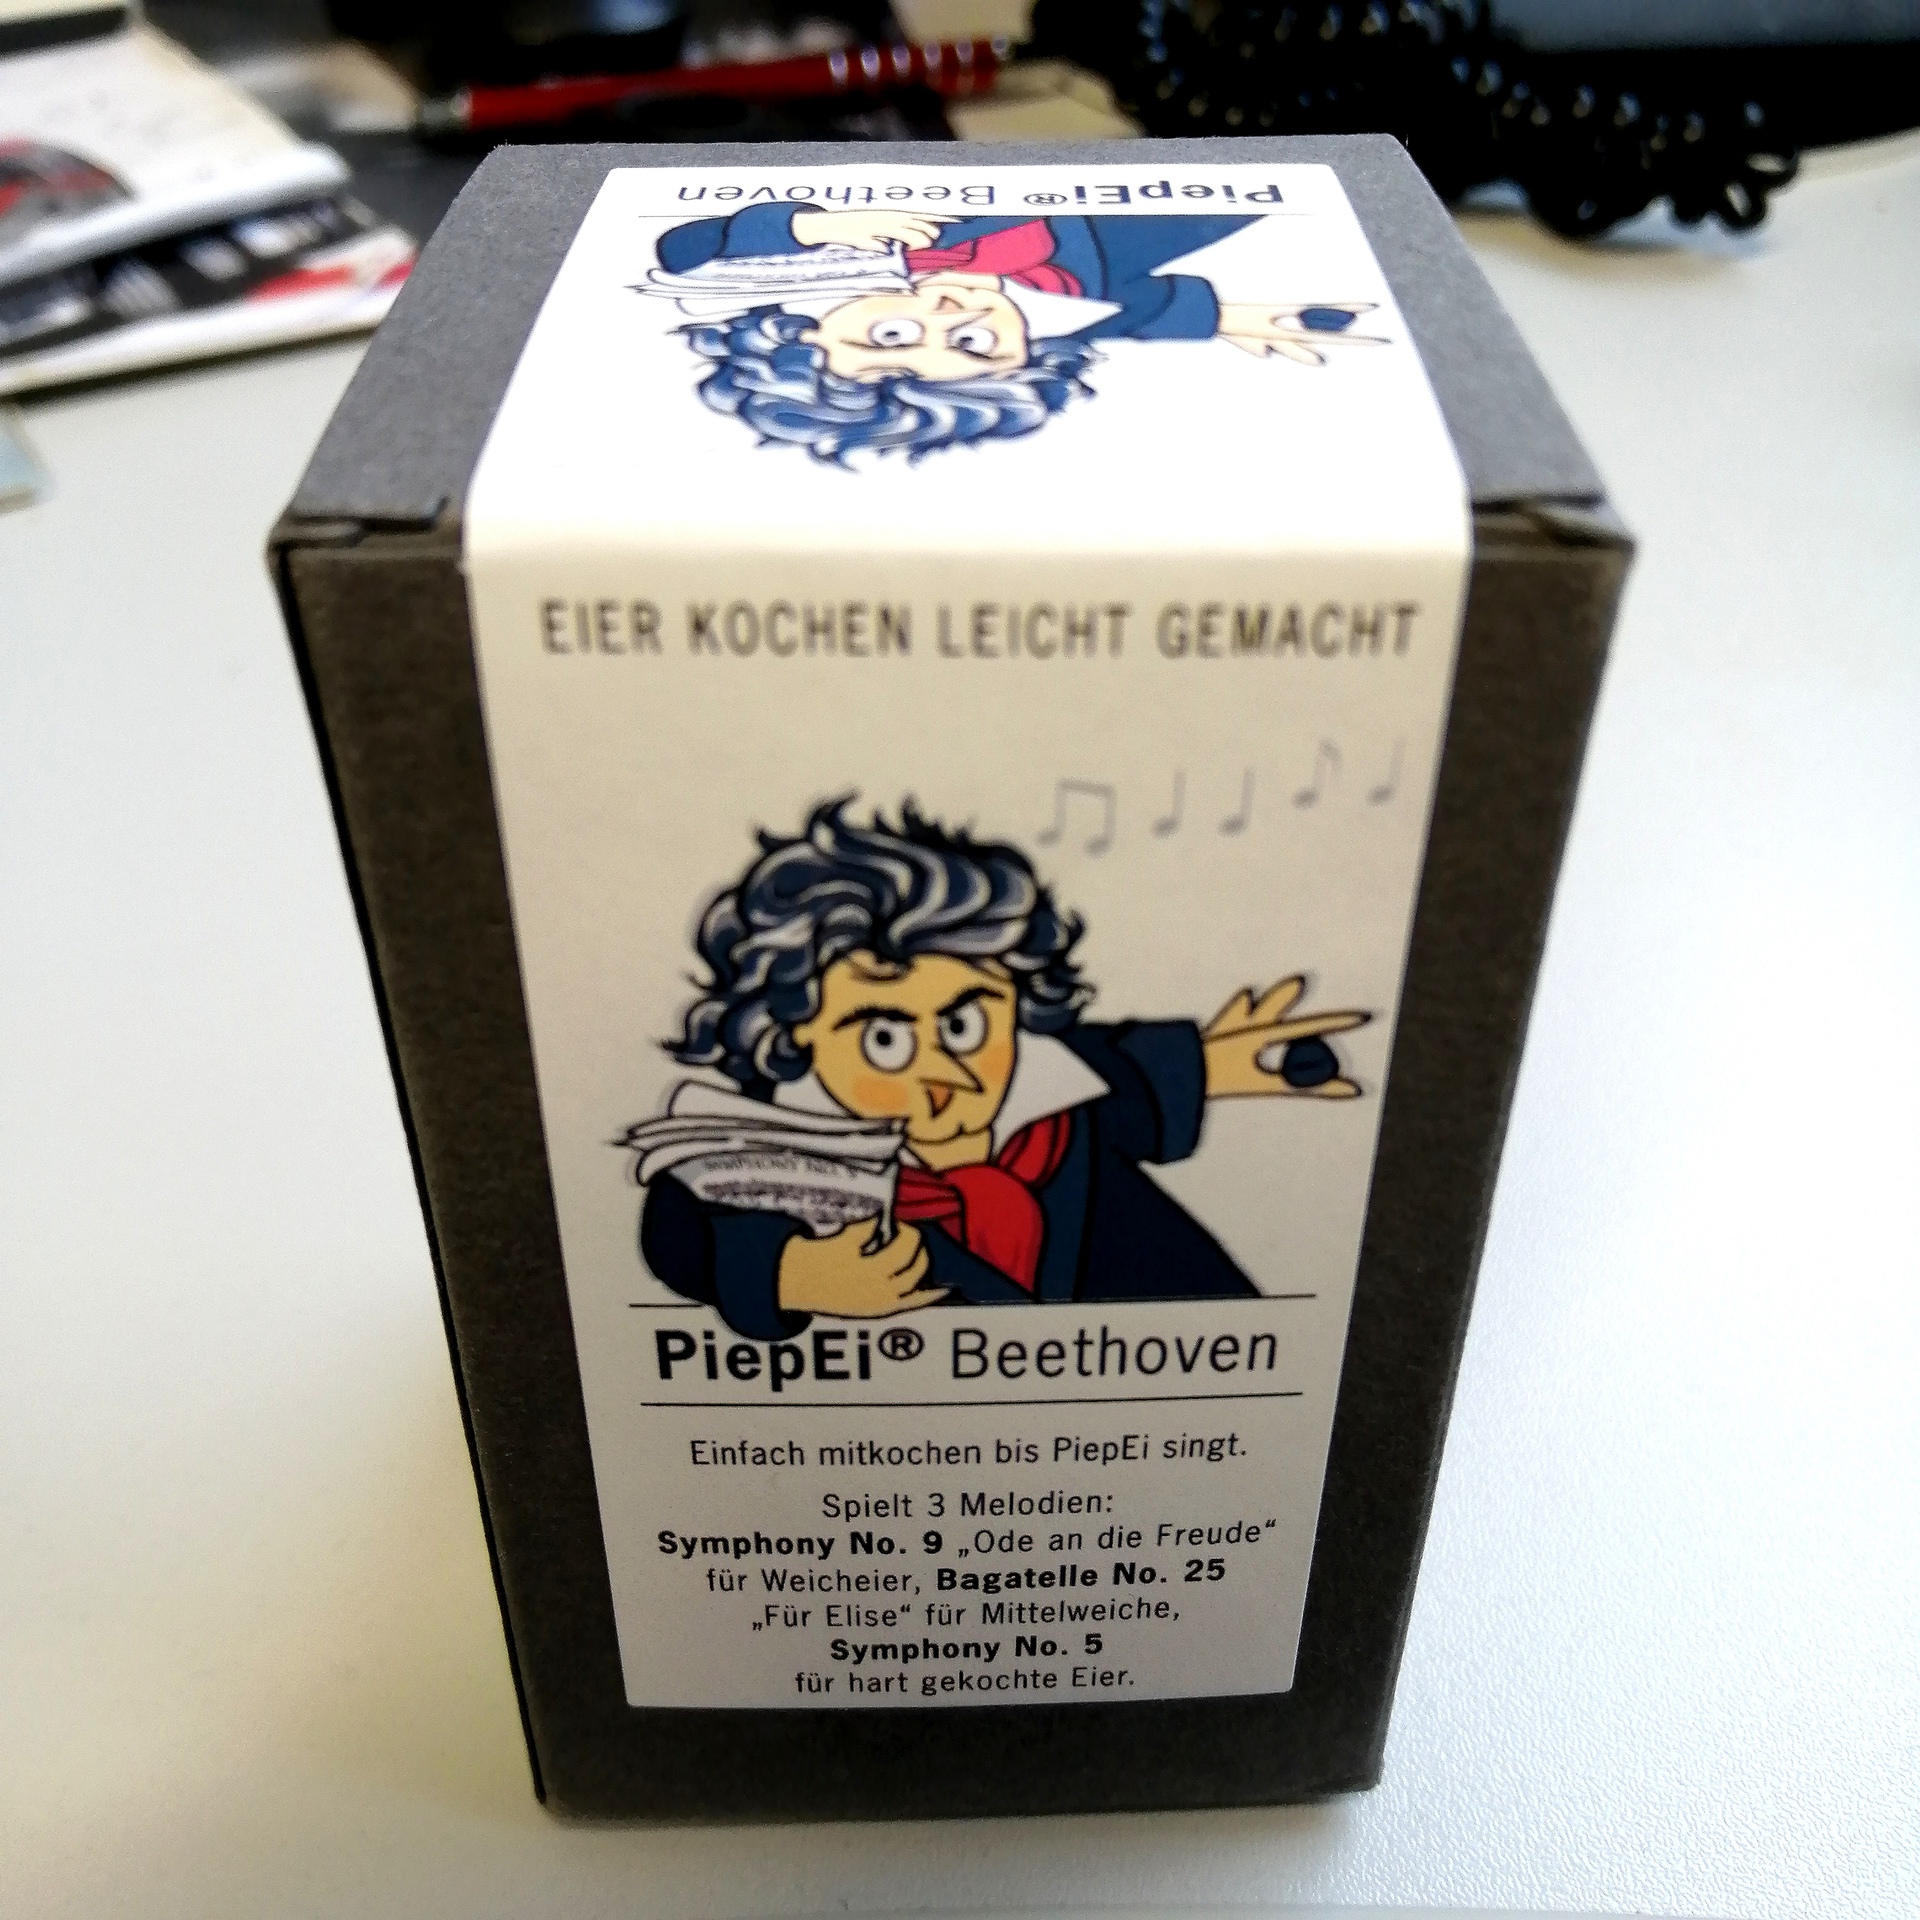 PiepEi® Beethoven
EIER KOCHEN LEICHT GEMACHT
PiepEi® Beethoven
Einfach mitkochen bis PiepEi singt.
Spielt 3 Melodien:
Symphony No. 9 „Ode an die Freude“
für Weicheier, Bagatelle No. 25
„Für Elise“ für Mittelweiche,
Symphony No. 5
für hart gekochte Eier.